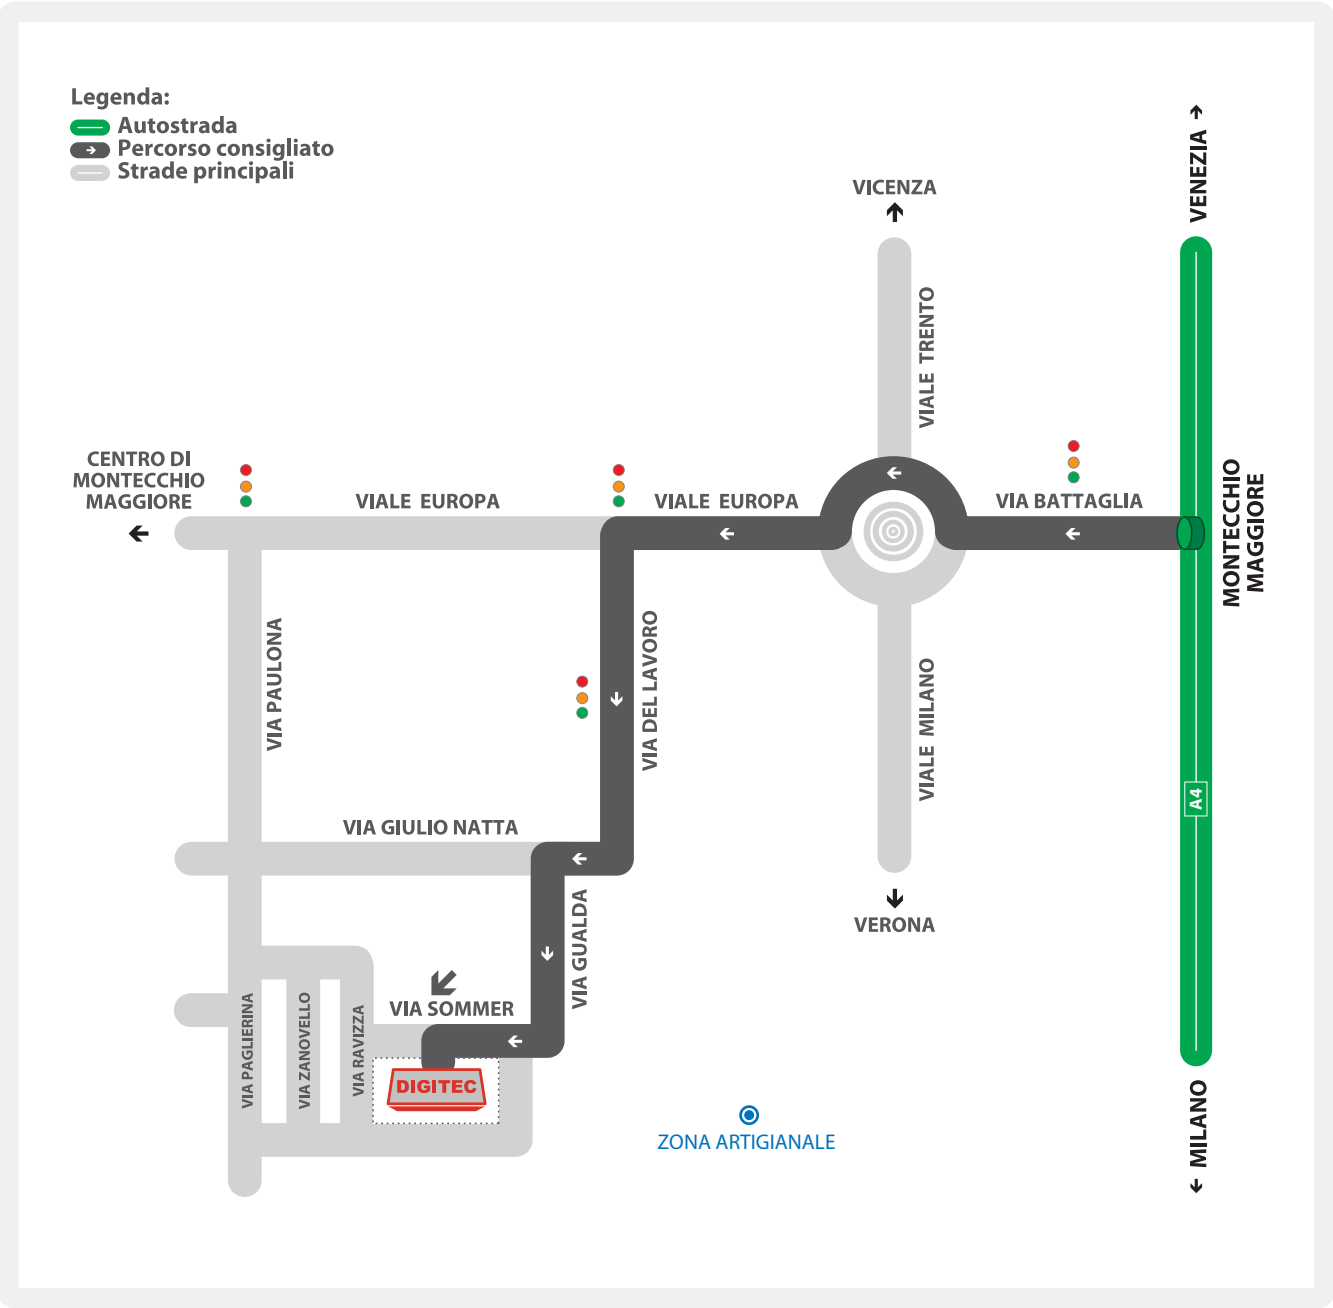 Legenda:
Autostrada
Percorso consigliato
Strade principali
VENEZIA
VICENZA
VIALE TRENTO
CENTRO DI
MONTECCHIO
MAGGIORE
VIALE EUROPA
VIALE EUROPA
VIA BATTAGLIA
MONTECCHIO
MAGGIORE
VIA PAULONA
VIA DEL LAVORO
VIALE MILANO
A4
VIA GIULIO NATTA
VIA GUALDA
VERONA
VIA SOMMER
VIA PAGLIERINA
VIA ZANOVELLO
VIA RAVIZZA
DIGITEC
ZONA ARTIGIANALE
MILANO